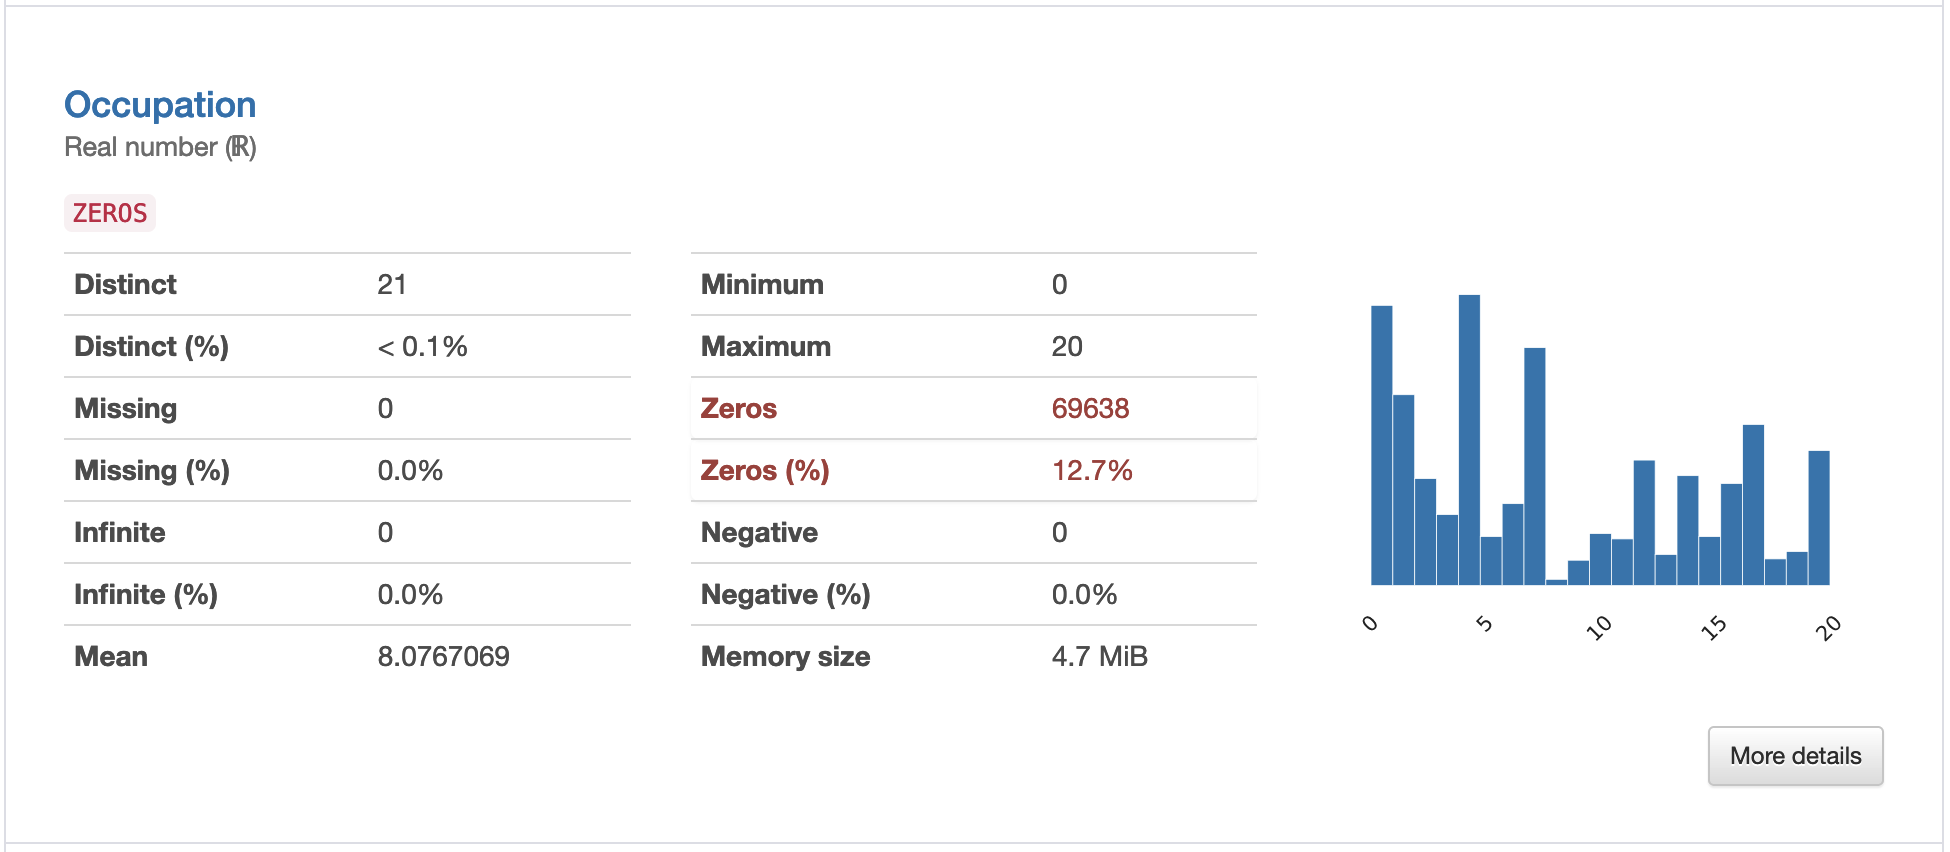 Occupation
Real number (ℝ)
ZEROS
Distinct 21
Distinct (%) < 0.1%
Missing 0
Missing (%) 0.0%
Infinite 0
Infinite (%) 0.0%
Mean 8.0767069
Minimum 0
Maximum 20
Zeros 69638
Zeros (%) 12.7%
Negative 0
Negative (%) 0.0%
Memory size 4.7 MiB
0 5 10 15 20
More details